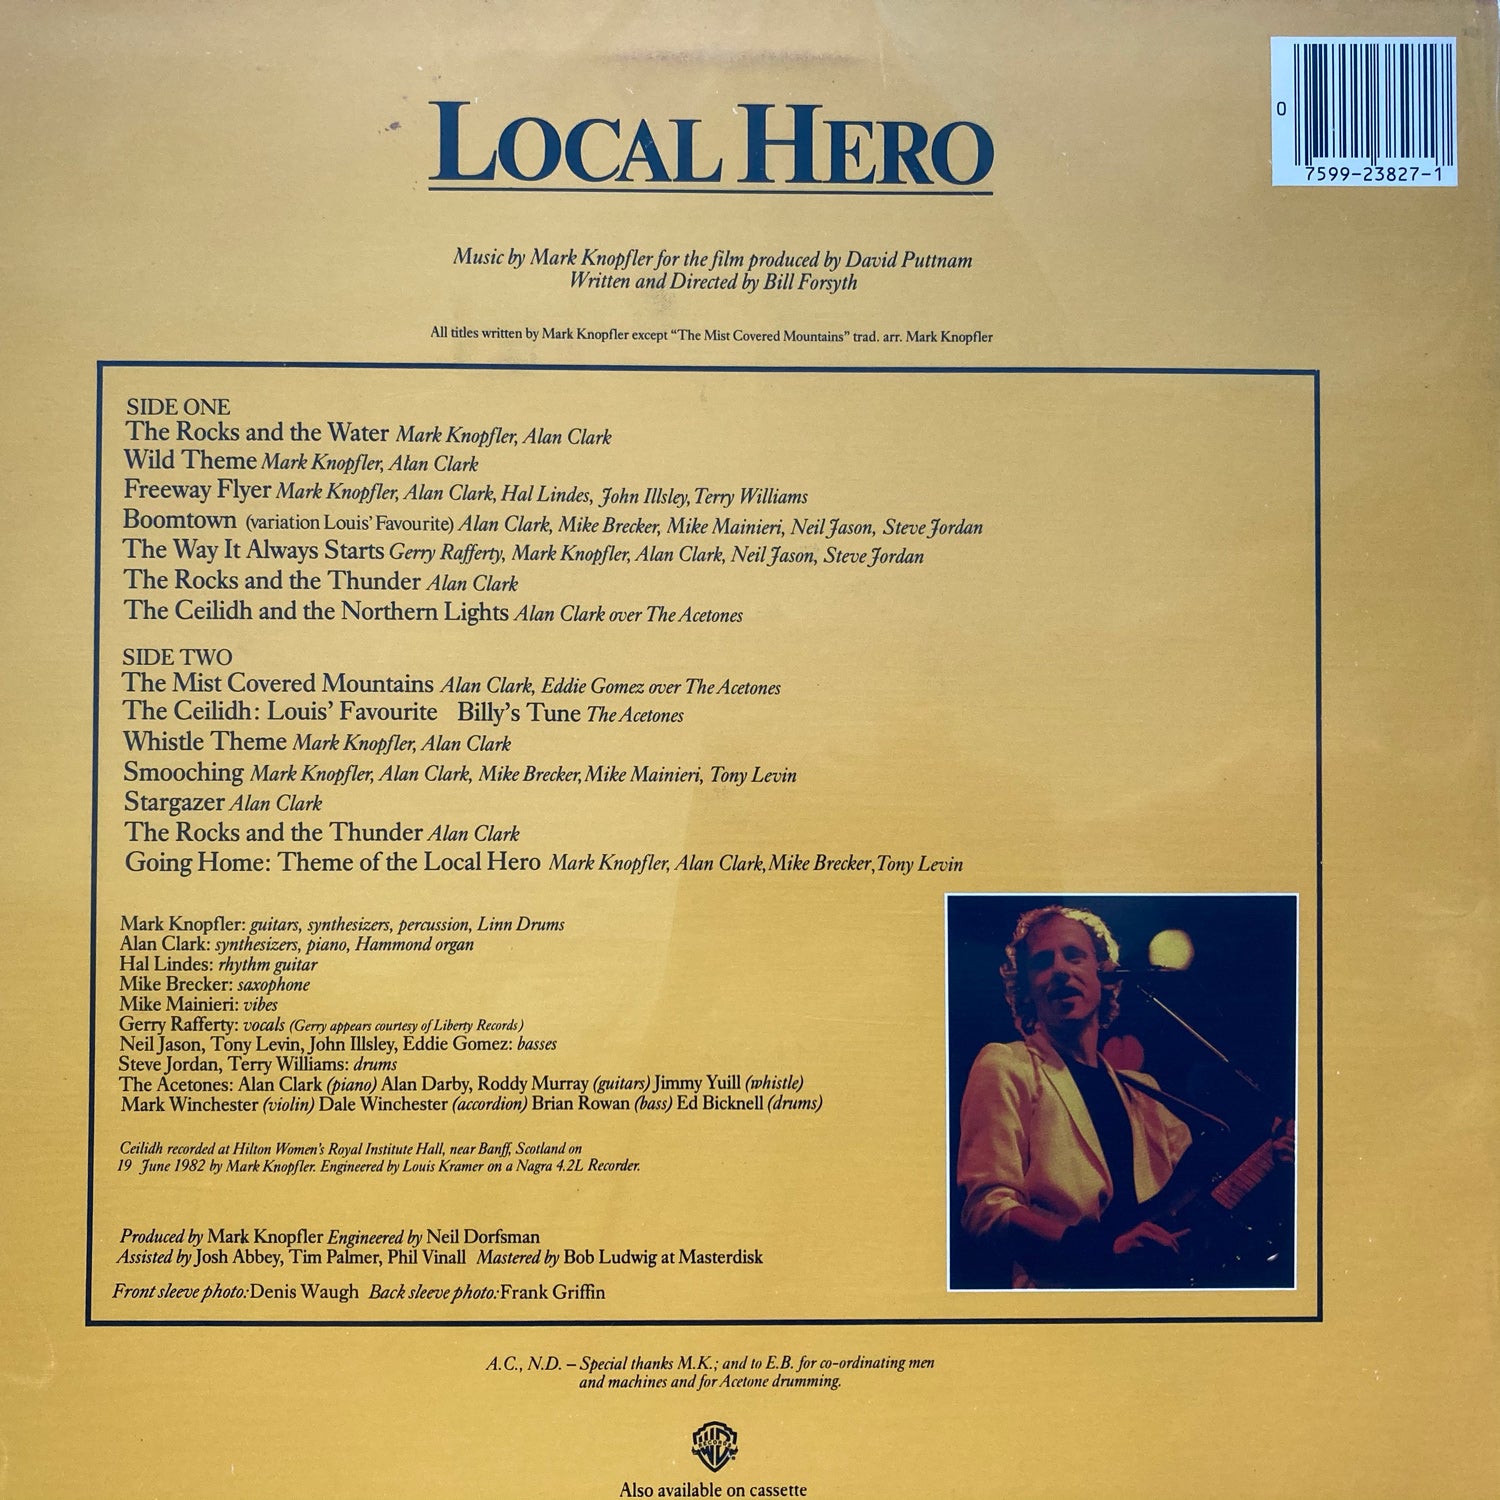 0
7599-23827-1
LOCAL HERO
Music by Mark Knopfler for the film produced by David Puttnam
Written and Directed by Bill Forsyth
All titles written by Mark Knopfler except “The Mist Covered Mountains” trad. arr. Mark Knopfler
SIDE ONE
The Rocks and the Water Mark Knopfler, Alan Clark
Wild Theme Mark Knopfler, Alan Clark
Freeway Flyer Mark Knopfler, Alan Clark, Hal Lindes, John Illsley, Terry Williams
Boomtown (variation Louis’ Favourite) Alan Clark, Mike Brecker, Mike Mainieri, Neil Jason, Steve Jordan
The Way It Always Starts Gerry Rafferty, Mark Knopfler, Alan Clark, Neil Jason, Steve Jordan
The Rocks and the Thunder Alan Clark
The Ceilidh and the Northern Lights Alan Clark over The Acetones
SIDE TWO
The Mist Covered Mountains Alan Clark, Eddie Gomez over The Acetones
The Ceilidh: Louis’ Favourite Billy’s Tune The Acetones
Whistle Theme Mark Knopfler, Alan Clark
Smooching Mark Knopfler, Alan Clark, Mike Brecker, Mike Mainieri, Tony Levin
Stargazer Alan Clark
The Rocks and the Thunder Alan Clark
Going Home: Theme of the Local Hero Mark Knopfler, Alan Clark, Mike Brecker, Tony Levin
Mark Knopfler: guitars, synthesizers, percussion, Linn Drums
Alan Clark: synthesizers, piano, Hammond organ
Hal Lindes: rhythm guitar
Mike Brecker: saxophone
Mike Mainieri: vibes
Gerry Rafferty: vocals (Gerry appears courtesy of Liberty Records)
Neil Jason, Tony Levin, John Illsley, Eddie Gomez: basses
Steve Jordan, Terry Williams: drums
The Acetones: Alan Clark (piano) Alan Darby, Roddy Murray (guitars) Jimmy Yuill (whistle)
Mark Winchester (violin) Dale Winchester (accordion) Brian Rowan (bass) Ed Bicknell (drums)
Ceilidh recorded at Hilton Women’s Royal Institute Hall, near Banff, Scotland on
19 June 1982 by Mark Knopfler. Engineered by Louis Kramer on a Nagra 4.2L Recorder.
Produced by Mark Knopfler Engineered by Neil Dorfsman
Assisted by Josh Abbey, Tim Palmer, Phil Vinall Mastered by Bob Ludwig at Masterdisk
Front sleeve photo: Denis Waugh Back sleeve photo: Frank Griffin
A.C., N.D. – Special thanks M.K.; and to E.B. for co-ordinating men
and machines and for Acetone drumming.
RECORDS
Also available on cassette